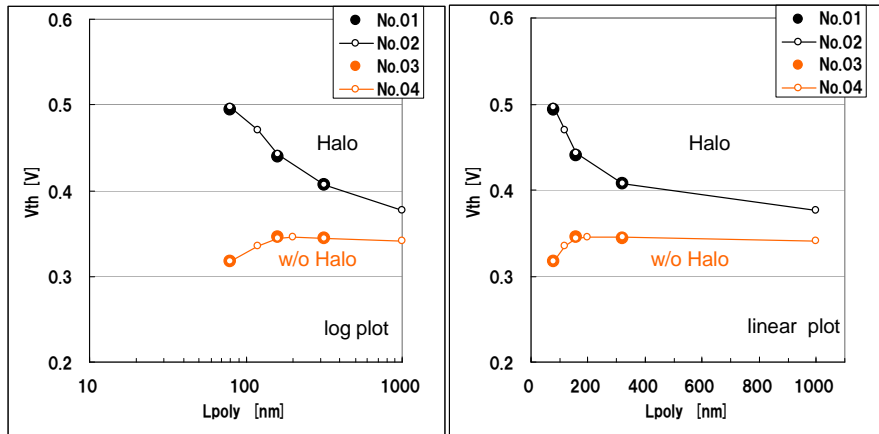 0.6
0.5
0.4
0.3
0.2
Vth [V]
10
100
1000
Lpoly [nm]
No.01
No.02
No.03
No.04
Halo
w/o Halo
log plot
0.6
0.5
0.4
0.3
0.2
Vth [V]
0 200 400 600 800 1000
Lpoly [nm]
No.01
No.02
No.03
No.04
Halo
w/o Halo
linear plot